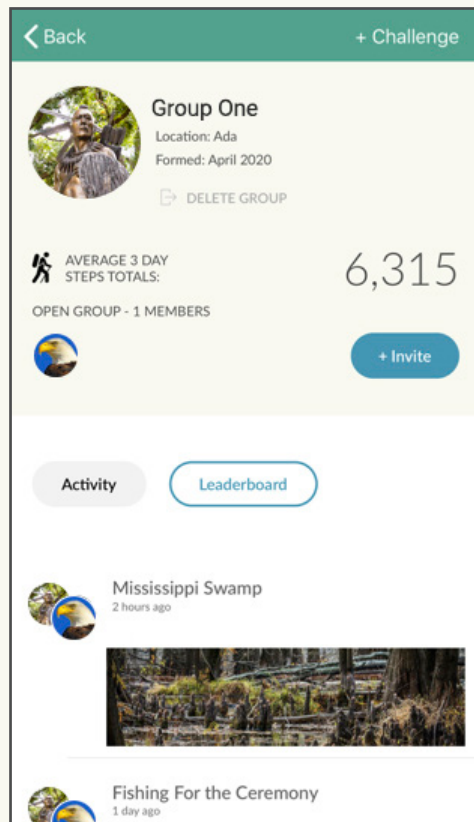 Back
+ Challenge
Group One
Location: Ada
Formed: April 2020
DELETE GROUP
AVERAGE 3 DAY
STEPS TOTALS:
6,315
OPEN GROUP - 1 MEMBERS
+ Invite
Activity
Leaderboard
Mississippi Swamp
2 hours ago
Fishing For the Ceremony
1 day ago